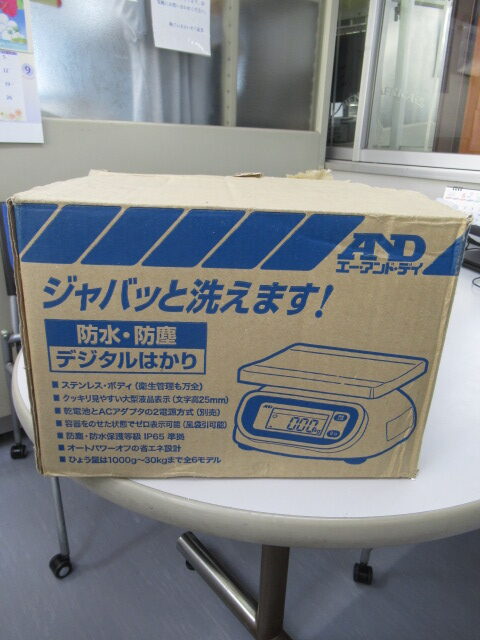 AND
エー・アンド・デイ
ジャバッと洗えます!
防水・防塵
デジタルはかり
■ ステンレス・ボディ(衛生管理も万全)
■ クッキリ見やすい大型液晶表示(文字高25mm)
■ 乾電池とACアダプタの2電源方式(別売)
■ 容器をのせた状態でゼロ表示可能(風袋引可能)
■ 防塵・防水保護等級 IP65 準拠
■ オートパワーオフの省エネ設計
■ ひょう量は1000g~30kgまで全6モデル
9